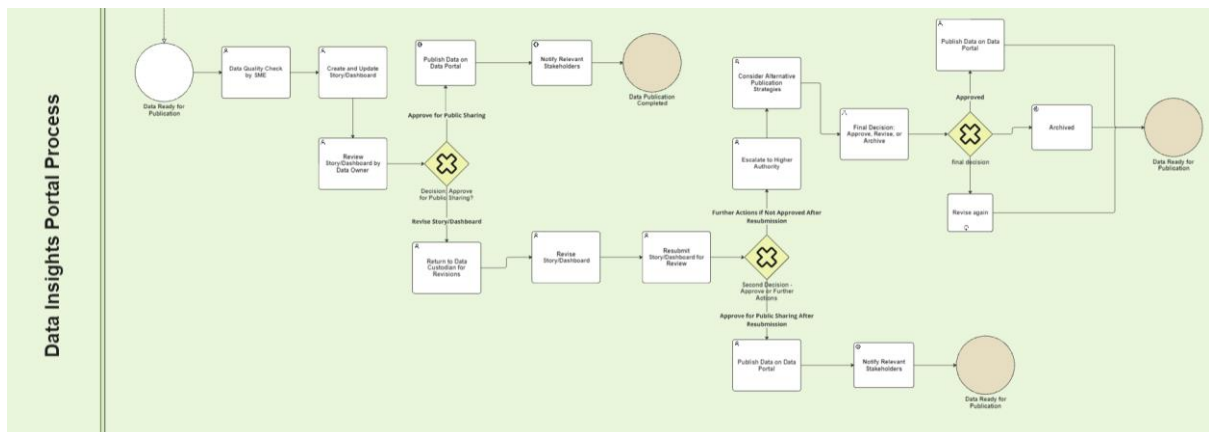 Data Insights Portal Process
Data Ready for
Publication
Data Quality Check
by SME
Create and Update
Story/Dashboard
Review
Story/Dashboard by
Data Owner
Publish Data on
Data Portal
Notify Relevant
Stakeholders
Data Publication
Completed
Approve for Public Sharing
Decision: Approve
for Public Sharing?
Revise Story/Dashboard
Return to Data
Custodian for
Revisions
Revise
Story/Dashboard
Resubmit
Story/Dashboard for
Review
Second Decision -
Approve or Further
Actions
Further Actions if Not Approved After
Resubmission
Escalate to Higher
Authority
Consider Alternative
Publication
Strategies
Final Decision:
Approve, Revise, or
Archive
final decision
Approved
Publish Data on Data
Portal
Archived
Revise again
Data Ready for
Publication
Approve for Public Sharing After
Resubmission
Publish Data on Data
Portal
Notify Relevant
Stakeholders
Data Ready for
Publication